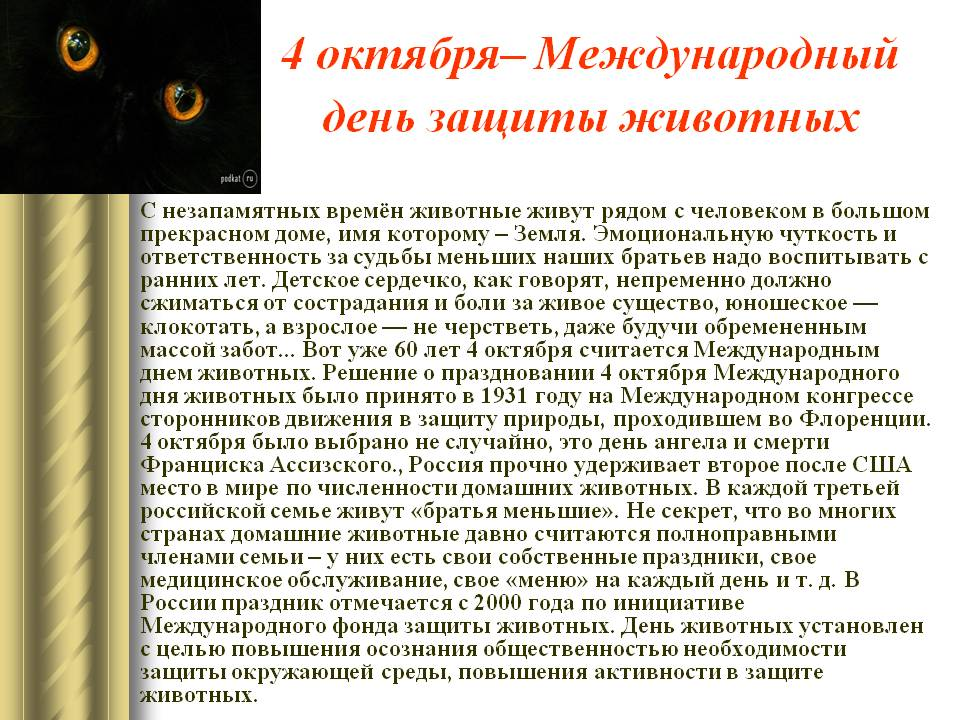 4 октября– Международный
день защиты животных
podkat ru
С незапамятных времён животные живут рядом с человеком в большом
прекрасном доме, имя которому – Земля. Эмоциональную чуткость и
ответственность за судьбы меньших наших братьев надо воспитывать с
ранних лет. Детское сердечко, как говорят, непременно должно
сжиматься от сострадания и боли за живое существо, юношеское —
клокотать, а взрослое — не черстветь, даже будучи обремененным
массой забот... Вот уже 60 лет 4 октября считается Международным
днем животных. Решение о праздновании 4 октября Международного
дня животных было принято в 1931 году на Международном конгрессе
сторонников движения в защиту природы, проходившем во Флоренции.
4 октября было выбрано не случайно, это день ангела и смерти
Франциска Ассизского., Россия прочно удерживает второе после США
место в мире по численности домашних животных. В каждой третьей
российской семье живут «братья меньшие». Не секрет, что во многих
странах домашние животные давно считаются полноправными
членами семьи – у них есть свои собственные праздники, свое
медицинское обслуживание, свое «меню» на каждый день и т. д. В
России праздник отмечается с 2000 года по инициативе
Международного фонда защиты животных. День животных установлен
с целью повышения осознания общественностью необходимости
защиты окружающей среды, повышения активности в защите
животных.